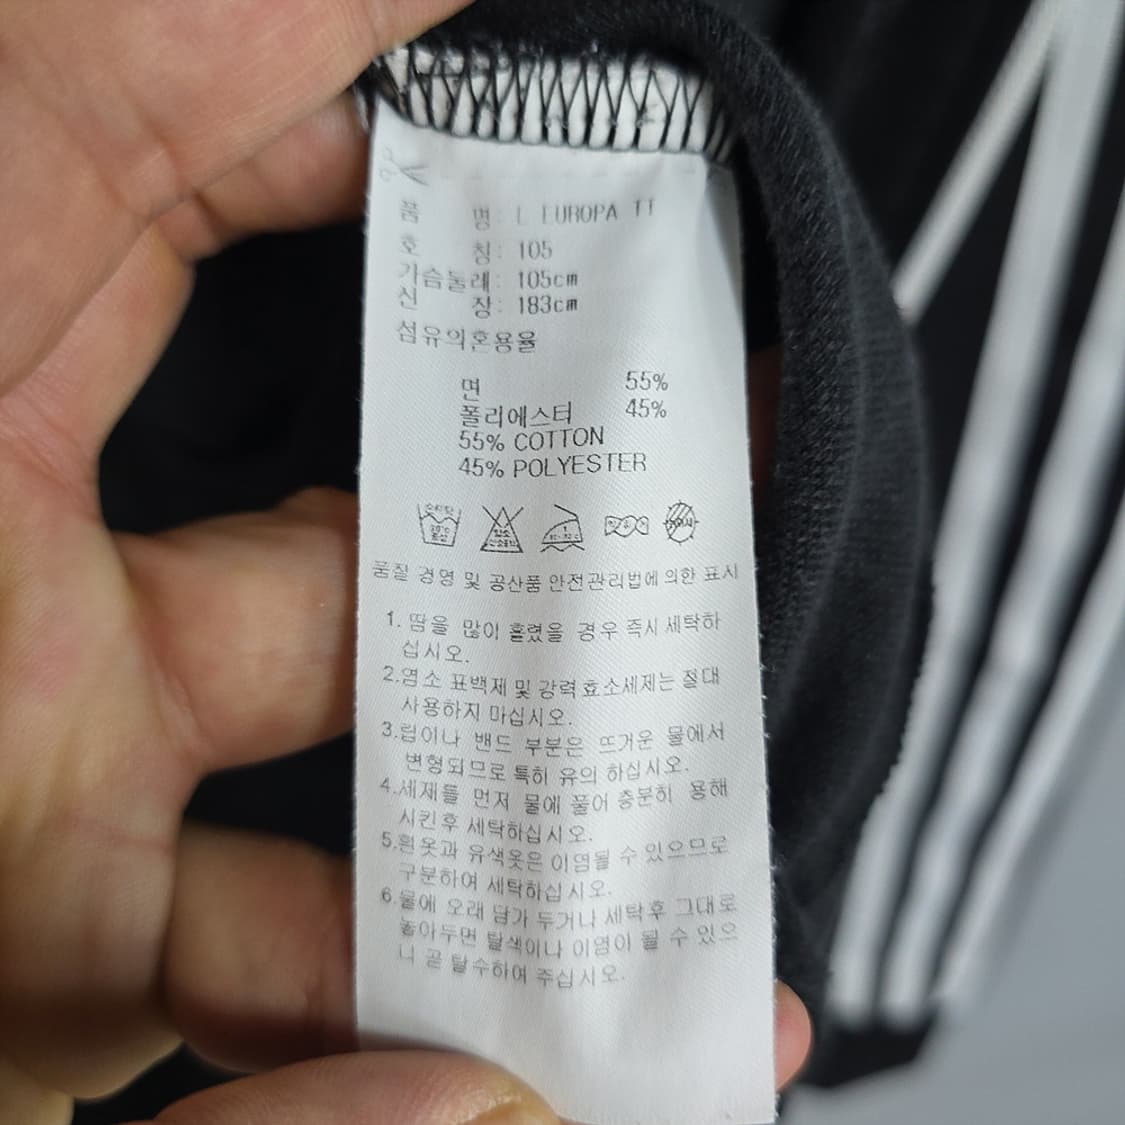 품 명: L EUROPA TT
호 칭: 105
가슴둘레: 105cm
신 장: 183cm
섬유의혼용율
면 55%
폴리에스터 45%
55% COTTON
45% POLYESTER
품질 경영 및 공산품 안전관리법에 의한 표시
1. 땀을 많이 흘렸을 경우 즉시 세탁하
십시오.
2.염소 표백제 및 강력 효소세제는 절대
사용하지 마십시오.
3.립이나 밴드 부분은 뜨거운 물에서
변형되므로 특히 유의 하십시오.
4.세제를 먼저 물에 풀어 충분히 용해
시킨후 세탁하십시오.
5.흰옷과 유색옷은 이염될 수 있으므로
구분하여 세탁하십시오.
6.물에 오래 담가 두거나 세탁후 그대로
놓아두면 탈색이나 이염이 될 수 있으
니 곧 탈수하여 주십시오.